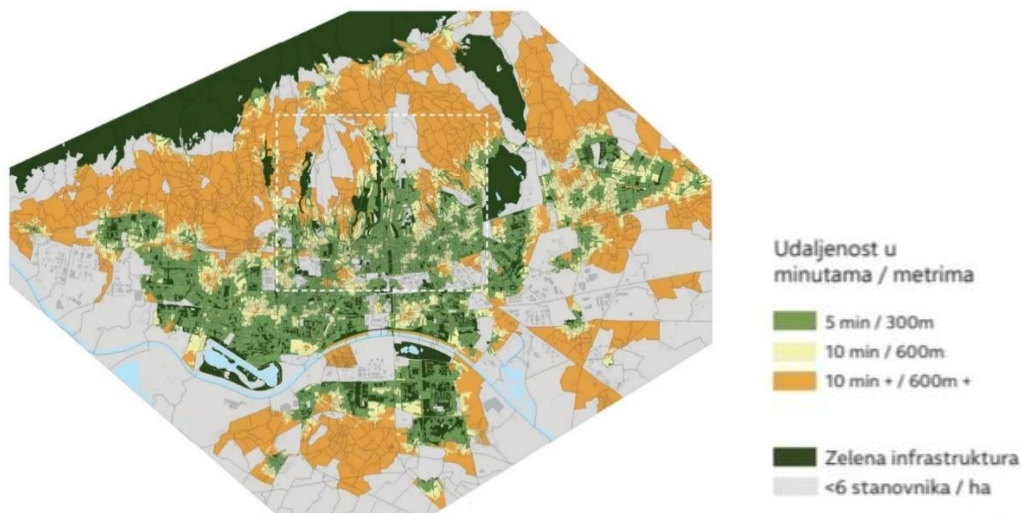 Udaljenost u
minutama / metrima
5 min / 300m
10 min / 600m
10 min + / 600m +
Zelena infrastruktura
<6 stanovnika / ha